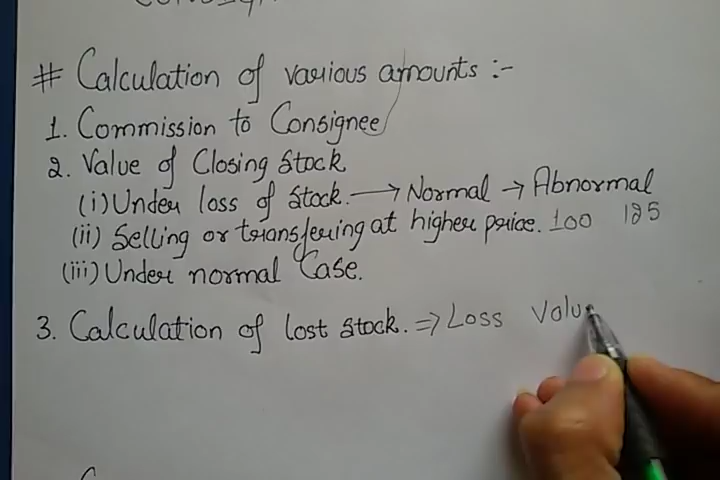 # Calculation of various amounts :-
1. Commission to Consignee
2. Value of Closing Stock
(i) Under loss of stock. → Normal → Abnormal
(ii) Selling or transferring at higher price. 100 125
(iii) Under normal Case.
3. Calculation of lost stock. ⇒ Loss Valu